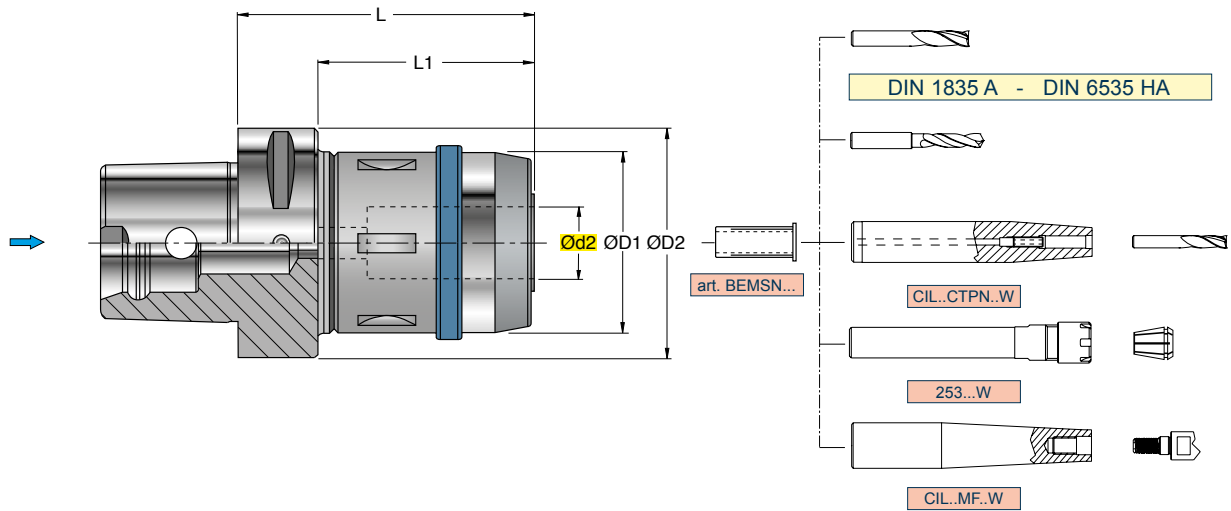 L
L1
DIN 1835 A - DIN 6535 HA
Ød2 ØD1 ØD2
art. BEMSN...
CIL..CTPN..W
253...W
CIL..MF..W